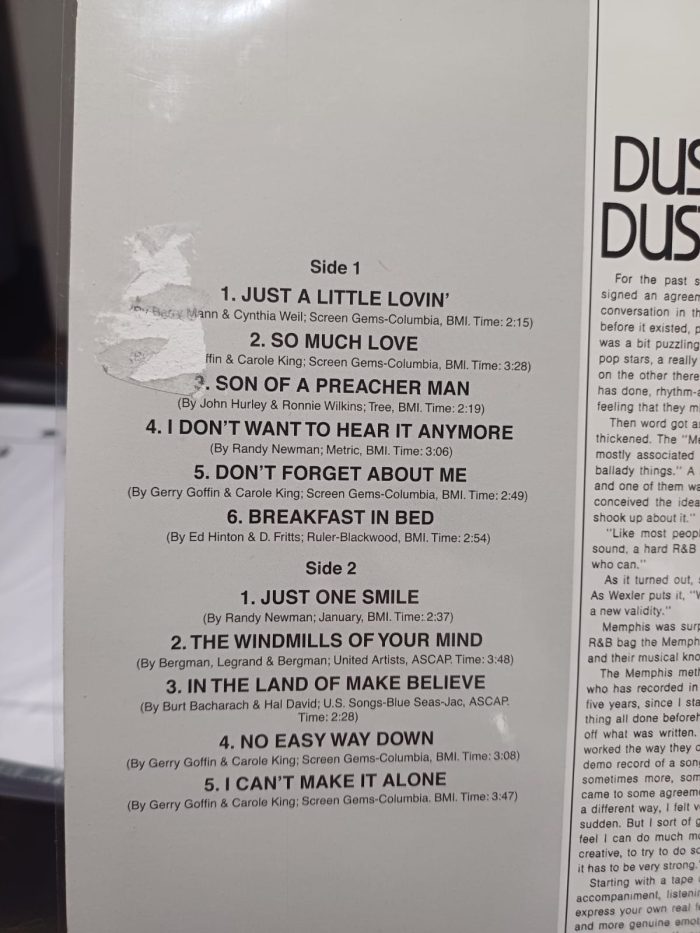 Side 1
1. JUST A LITTLE LOVIN'
Mann & Cynthia Weil; Screen Gems-Columbia, BMI. Time: 2:15)
2. SO MUCH LOVE
ffin & Carole King; Screen Gems-Columbia, BMI. Time: 3:28)
3. SON OF A PREACHER MAN
(By John Hurley & Ronnie Wilkins; Tree, BMI. Time: 2:19)
4. I DON'T WANT TO HEAR IT ANYMORE
(By Randy Newman; Metric, BMI. Time: 3:06)
5. DON'T FORGET ABOUT ME
(By Gerry Goffin & Carole King; Screen Gems-Columbia, BMI. Time: 2:49)
6. BREAKFAST IN BED
(By Ed Hinton & D. Fritts; Ruler-Blackwood, BMI. Time: 2:54)
Side 2
1. JUST ONE SMILE
(By Randy Newman; January, BMI. Time: 2:37)
2. THE WINDMILLS OF YOUR MIND
(By Bergman, Legrand & Bergman; United Artists, ASCAP. Time: 3:48)
3. IN THE LAND OF MAKE BELIEVE
(By Burt Bacharach & Hal David; U.S. Songs-Blue Seas-Jac, ASCAP.
Time: 2:28)
4. NO EASY WAY DOWN
(By Gerry Goffin & Carole King; Screen Gems-Columbia, BMI. Time: 3:08)
5. I CAN'T MAKE IT ALONE
(By Gerry Goffin & Carole King; Screen Gems-Columbia. BMI. Time: 3:47)
DUS
DUS
For the past s
signed an agreem
conversation in th
before it existed, p
was a bit puzzling
pop stars, a really
on the other there
has done, rhythm-a
feeling that they mi
Then word got a
thickened. The "Me
mostly associated
ballady things." A
and one of them wa
conceived the idea
shook up about it."
"Like most peopl
sound, a hard R&B
who can."
As it turned out, s
As Wexler puts it, "W
a new validity."
Memphis was surp
R&B bag the Memph
and their musical kno
The Memphis meth
who has recorded in
five years, since I sta
thing all done beforeh
off what was written.
worked the way they c
demo record of a song
sometimes more, som
came to some agreeme
a different way, I felt ve
sudden. But I sort of g
feel I can do much mo
creative, to try to do so
it has to be very strong."
Starting with a tape
accompaniment, listenin
express your own real f
and more genuine emot